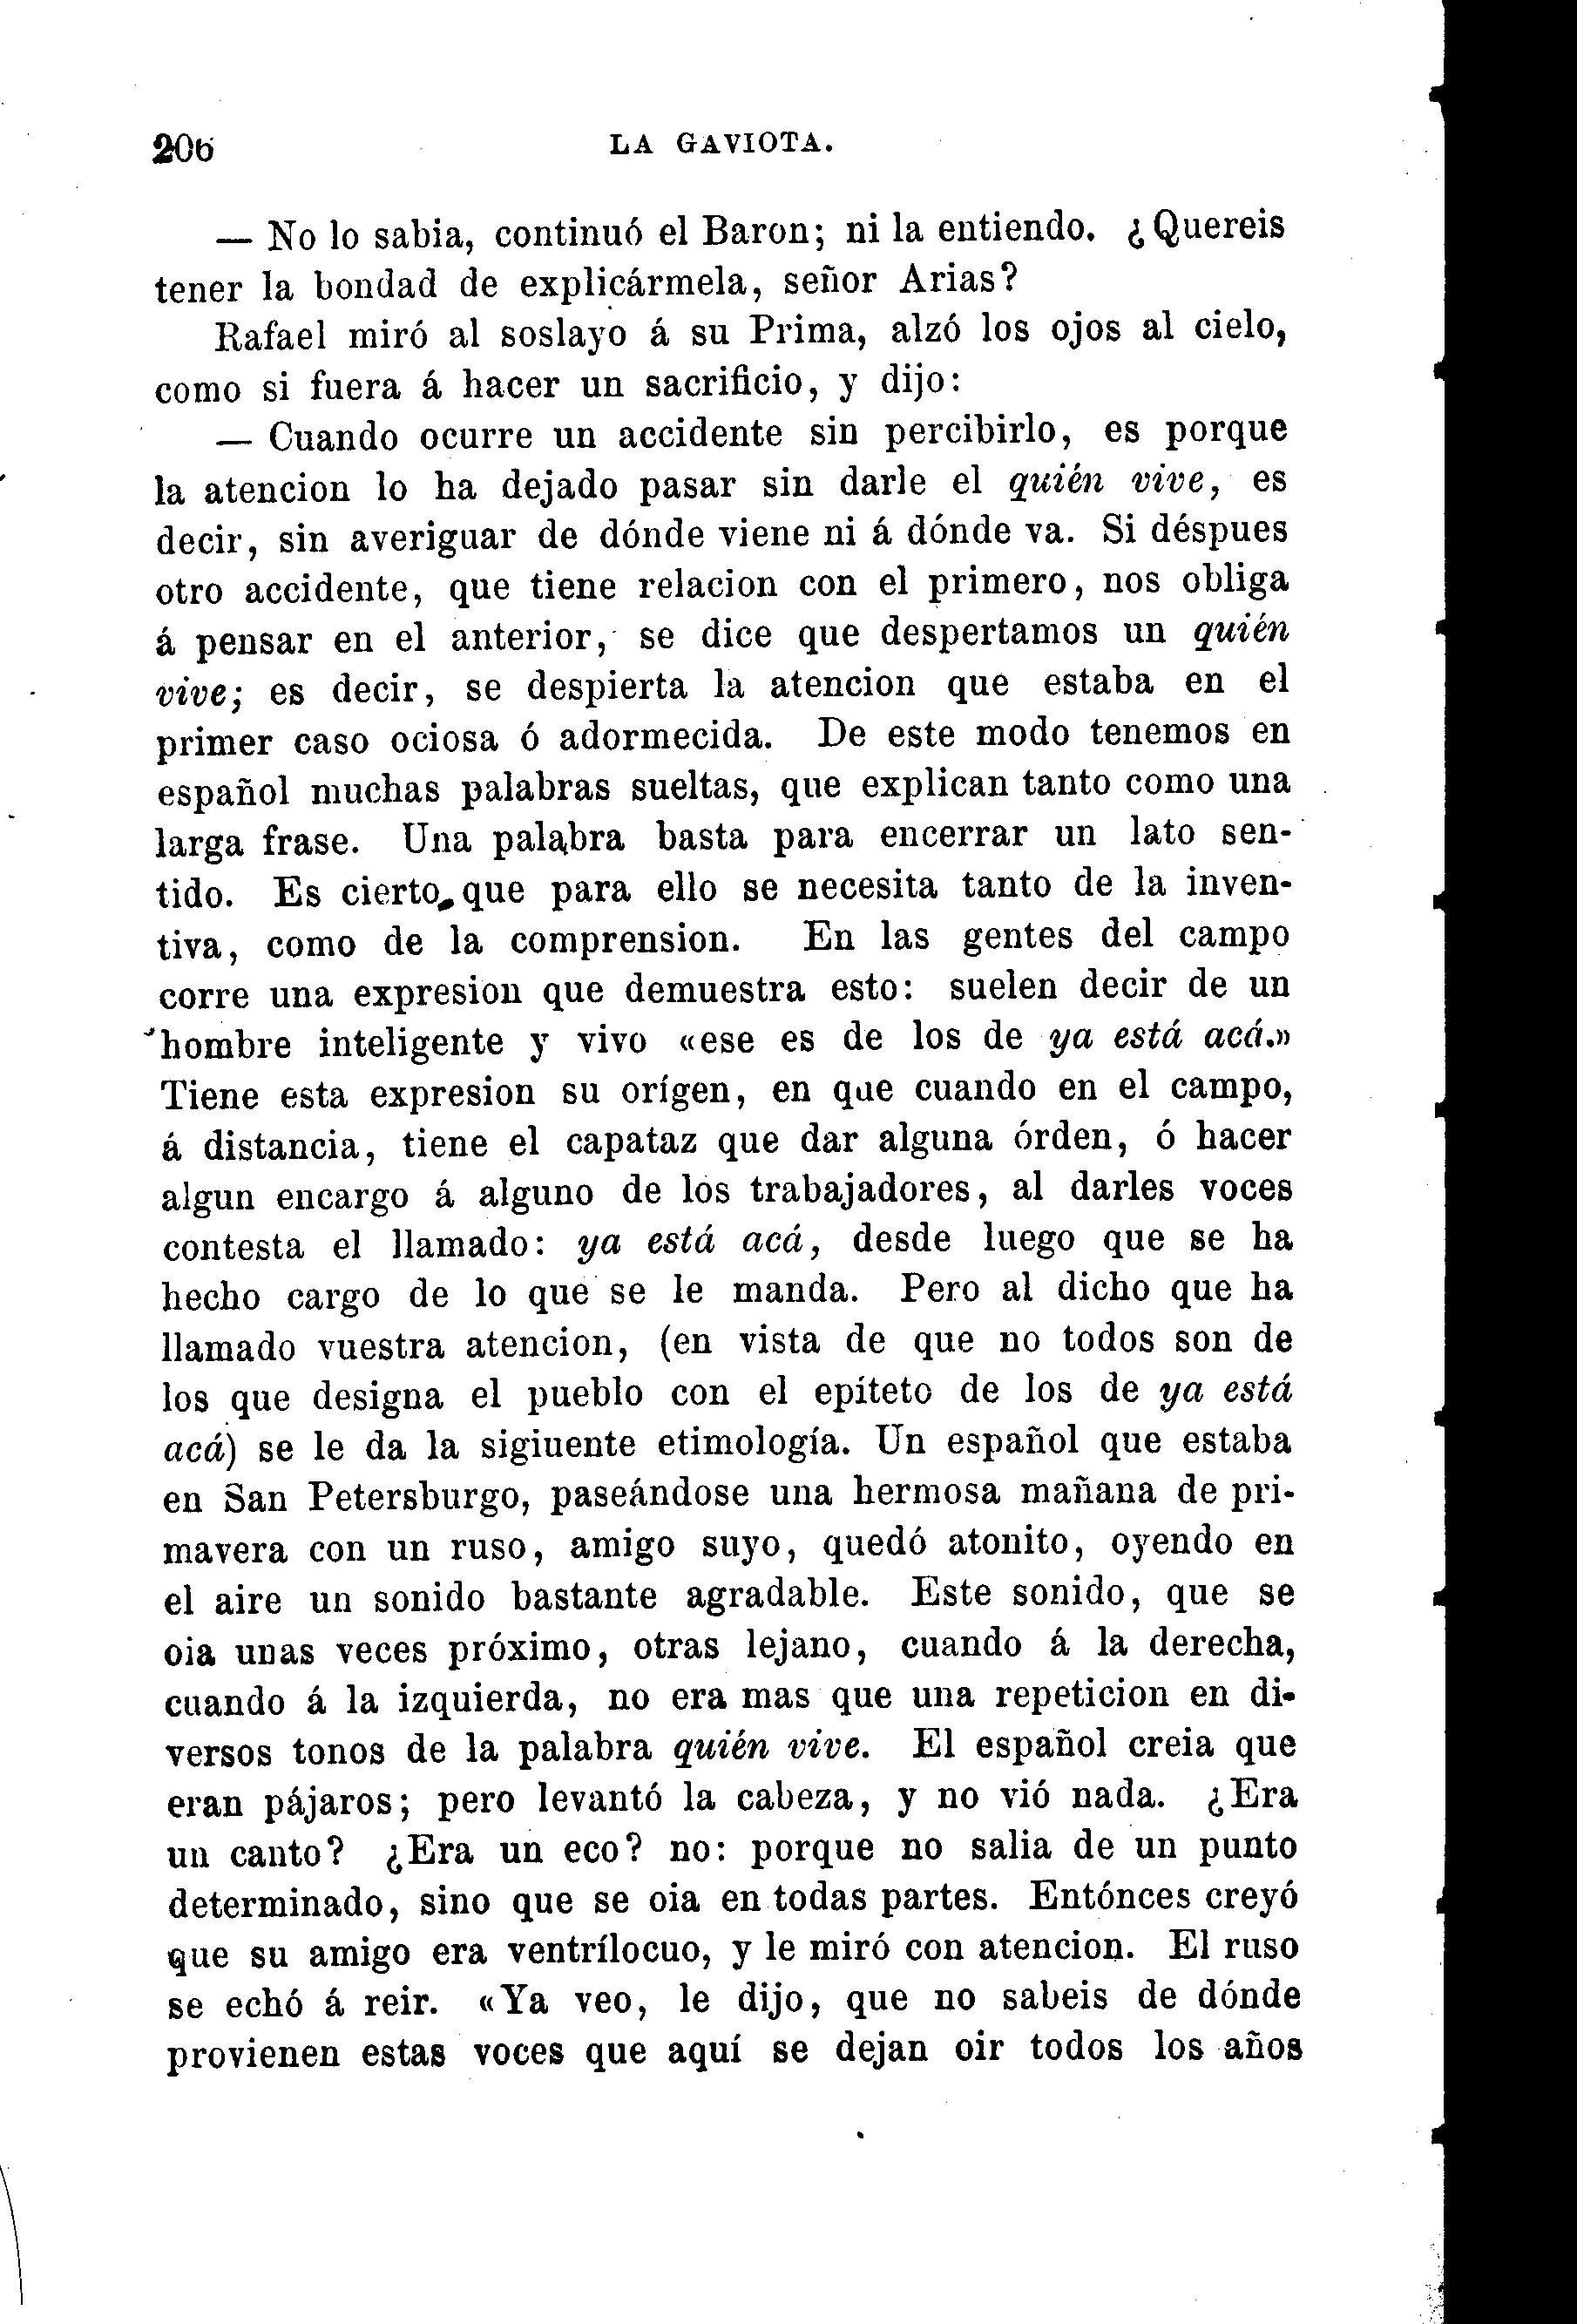 206 LA GAVIOTA.
— No lo sabia, continuó el Baron; ni la entiendo. ¿Quereis
tener la bondad de explicármela, señor Arias?
Rafael miró al soslayo á su Prima, alzó los ojos al cielo,
como si fuera á hacer un sacrificio, y dijo:
— Cuando ocurre un accidente sin percibirlo, es porque
la atencion lo ha dejado pasar sin darle el quién vive, es
decir, sin averiguar de dónde viene ni á dónde va. Si déspues
otro accidente, que tiene relacion con el primero, nos obliga
á pensar en el anterior, se dice que despertamos un quién
vive; es decir, se despierta la atencion que estaba en el
primer caso ociosa ó adormecida. De este modo tenemos en
español muchas palabras sueltas, que explican tanto como una
larga frase. Una palabra basta para encerrar un lato sen-
tido. Es cierto, que para ello se necesita tanto de la inven-
tiva, como de la comprension. En las gentes del campo
corre una expresion que demuestra esto: suelen decir de un
hombre inteligente y vivo «ese es de los de ya está acá.»
Tiene esta expresion su orígen, en que cuando en el campo,
á distancia, tiene el capataz que dar alguna órden, ó hacer
algun encargo á alguno de los trabajadores, al darles voces
contesta el llamado: ya está acá, desde luego que se ha
hecho cargo de lo que se le manda. Pero al dicho que ha
llamado vuestra atencion, (en vista de que no todos son de
los que designa el pueblo con el epíteto de los de ya está
acá) se le da la sigiuente etimología. Un español que estaba
en San Petersburgo, paseándose una hermosa mañana de pri-
mavera con un ruso, amigo suyo, quedó atonito, oyendo en
el aire un sonido bastante agradable. Este sonido, que se
oia unas veces próximo, otras lejano, cuando á la derecha,
cuando á la izquierda, no era mas que una repeticion en di-
versos tonos de la palabra quién vive. El español creia que
eran pájaros; pero levantó la cabeza, y no vió nada. ¿Era
un canto? ¿Era un eco? no: porque no salia de un punto
determinado, sino que se oia en todas partes. Entónces creyó
que su amigo era ventrílocuo, y le miró con atencion. El ruso
se echó á reir. «Ya veo, le dijo, que no sabeis de dónde
provienen estas voces que aquí se dejan oir todos los años